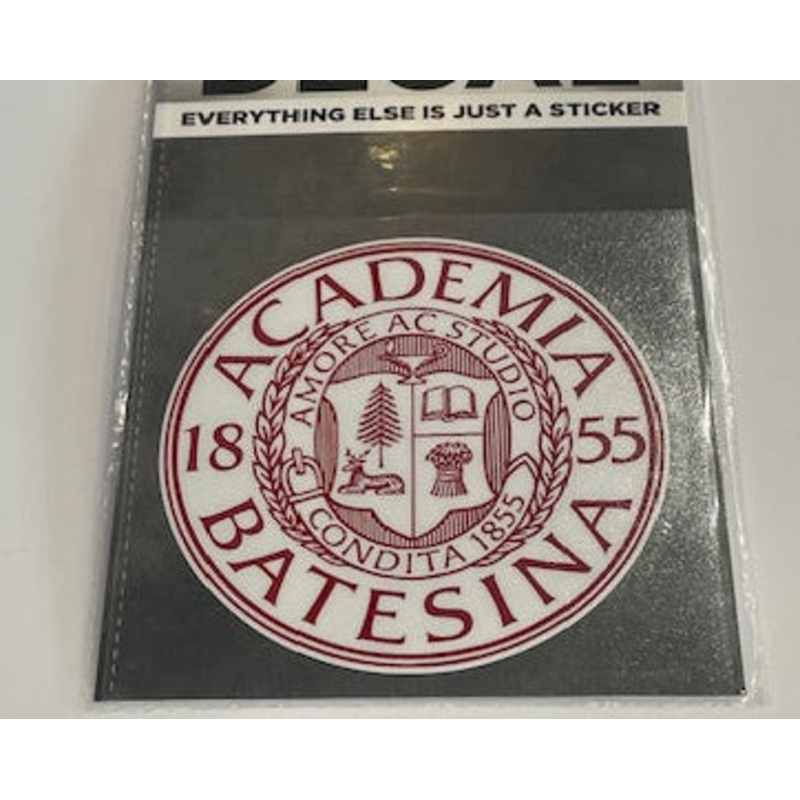 EVERYTHING ELSE IS JUST A STICKER
ACADEMIA
AMORE AC STUDIO
18 55
CONDITA 1855
BATESINA